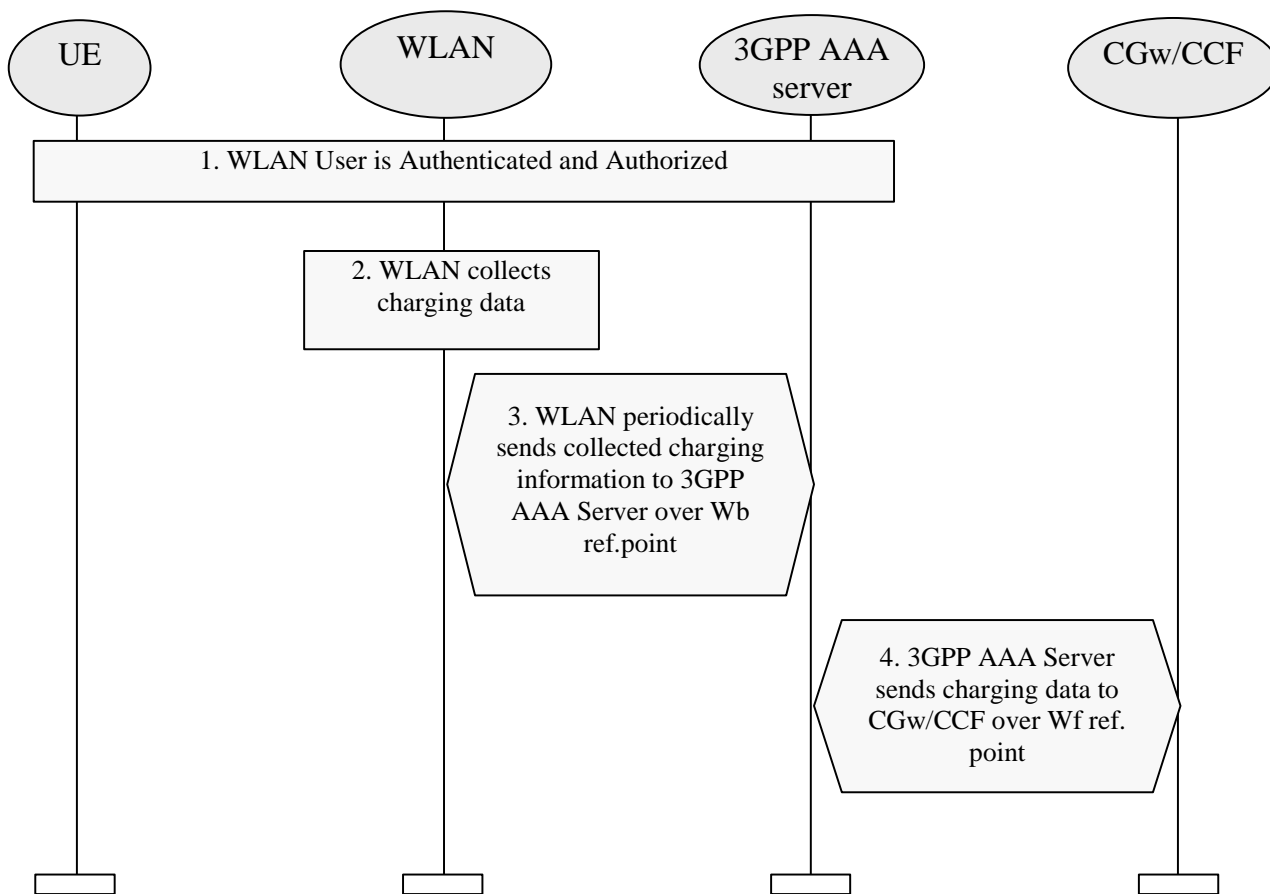 UE
WLAN
3GPP AAA
server
CGw/CCF
1. WLAN User is Authenticated and Authorized
2. WLAN collects
charging data
3. WLAN periodically
sends collected charging
information to 3GPP
AAA Server over Wb
ref.point
4. 3GPP AAA Server
sends charging data to
CGw/CCF over Wf ref.
point